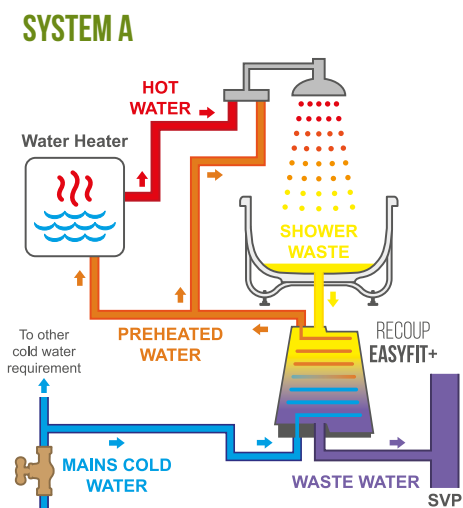 SYSTEM A
HOT
WATER
Water Heater
SHOWER
WASTE
RECOUP
EASYFIT+
PREHEATED
WATER
To other
cold water
requirement
MAINS COLD
WATER
WASTE WATER
SVP